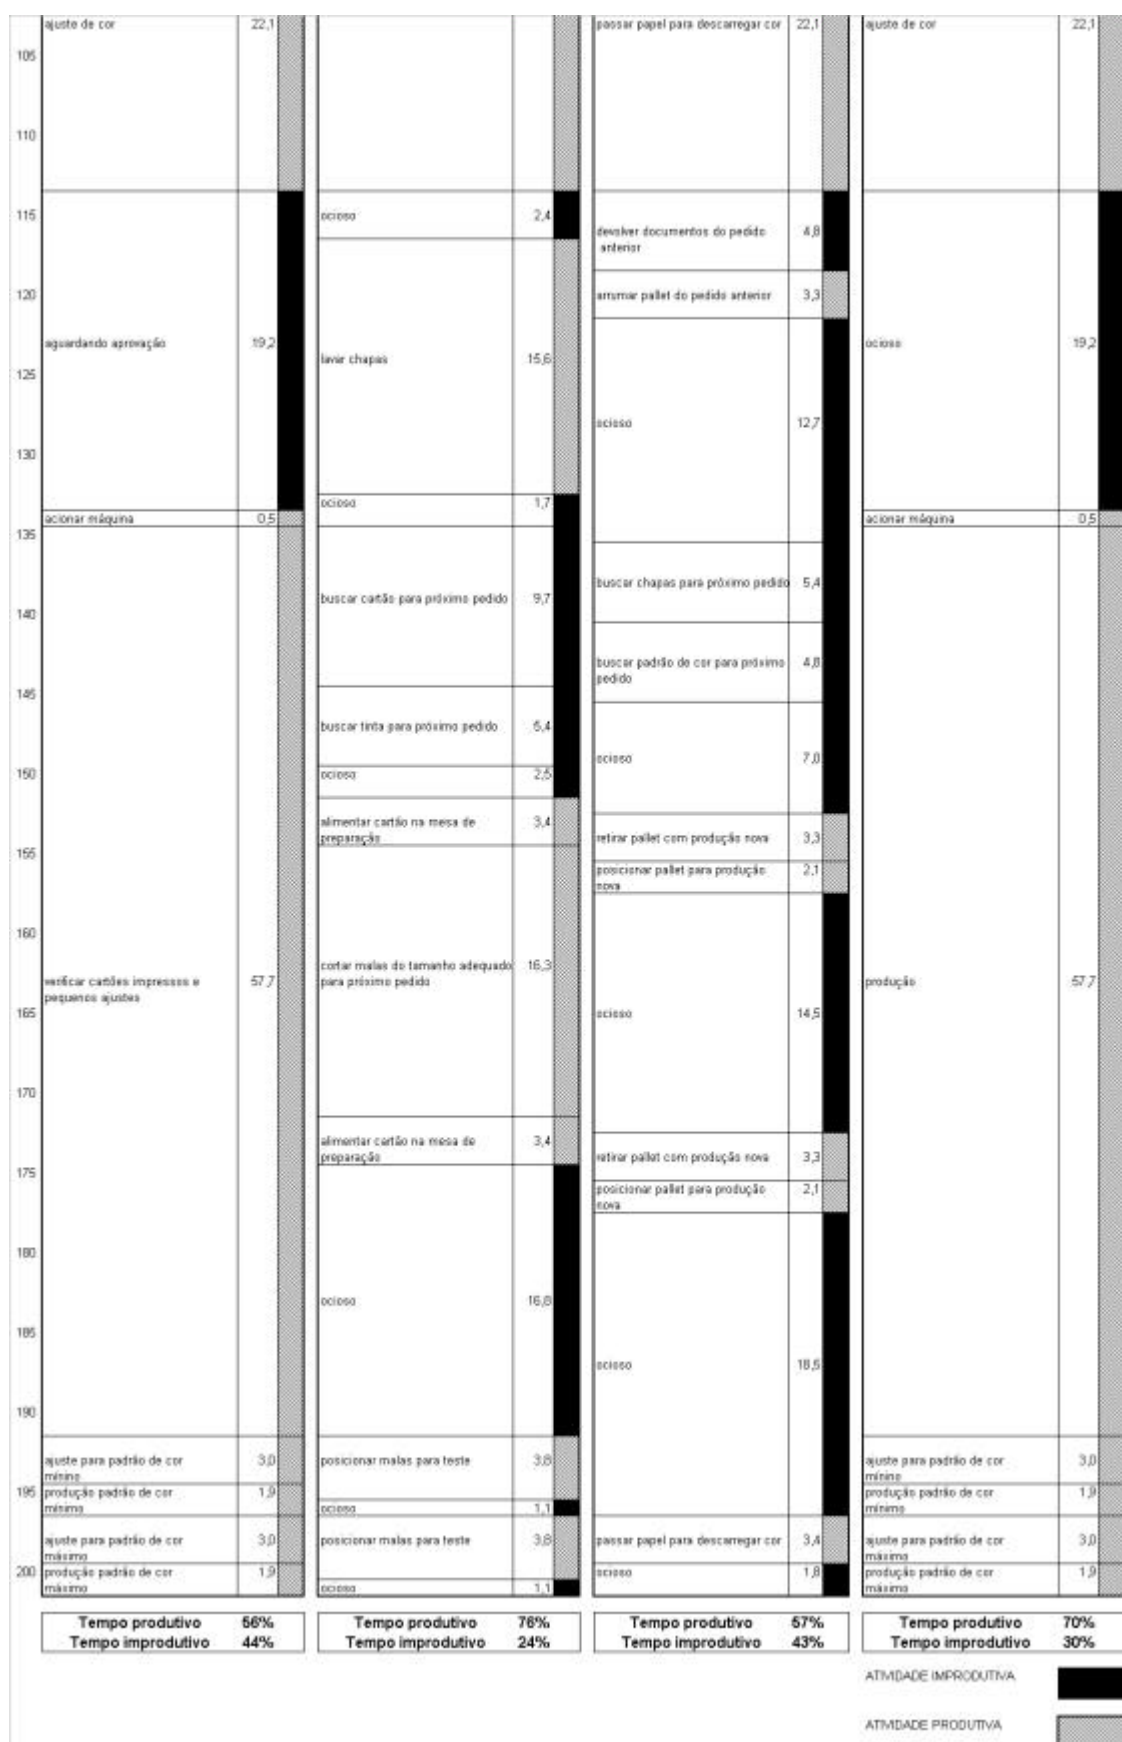 ajuste de cor 22,1
passar papel para descarregar cor 22,1
ajuste de cor 22,1
105
110
115
ocioso 2,4
devolver documentos do pedido 4,8
anterior
120
arrumar pallet do pedido anterior 3,3
aguardando aprovação 19,2
ocioso 19,2
lavar chapas 15,6
125
ocioso 12,7
130
ocioso 1,7
acionar máquina 0,5
acionar máquina 0,5
135
buscar chapas para próximo pedido 5,4
buscar cartão para próximo pedido 9,7
140
buscar padrão de cor para próximo 4,8
pedido
145
buscar tinta para próximo pedido 5,4
ocioso 7,0
150
ocioso 2,5
alimentar cartão na mesa de 3,4
preparação
retirar pallet com produção nova 3,3
155
posicionar pallet para produção 2,1
nova
160
cortar malas do tamanho adequado 16,3
para próximo pedido
verificar cartões impressos e 57,7
pequenos ajustes
produção 57,7
165
ocioso 14,5
170
alimentar cartão na mesa de 3,4
preparação
retirar pallet com produção nova 3,3
175
posicionar pallet para produção 2,1
nova
180
ocioso 16,8
185
ocioso 18,5
190
ajuste para padrão de cor 3,0
mínino
posicionar malas para teste 3,8
ajuste para padrão de cor 3,0
mínino
195
produção padrão de cor 1,9
mínimo
ocioso 1,1
produção padrão de cor 1,9
mínimo
ajuste para padrão de cor 3,0
máximo
posicionar malas para teste 3,8
passar papel para descarregar cor 3,4
ajuste para padrão de cor 3,0
máximo
200
produção padrão de cor 1,9
máximo
ocioso 1,1
ocioso 1,8
produção padrão de cor 1,9
máximo
Tempo produtivo 56%
Tempo improdutivo 44%
Tempo produtivo 76%
Tempo improdutivo 24%
Tempo produtivo 57%
Tempo improdutivo 43%
Tempo produtivo 70%
Tempo improdutivo 30%
ATIVIDADE IMPRODUTIVA
ATIVIDADE PRODUTIVA